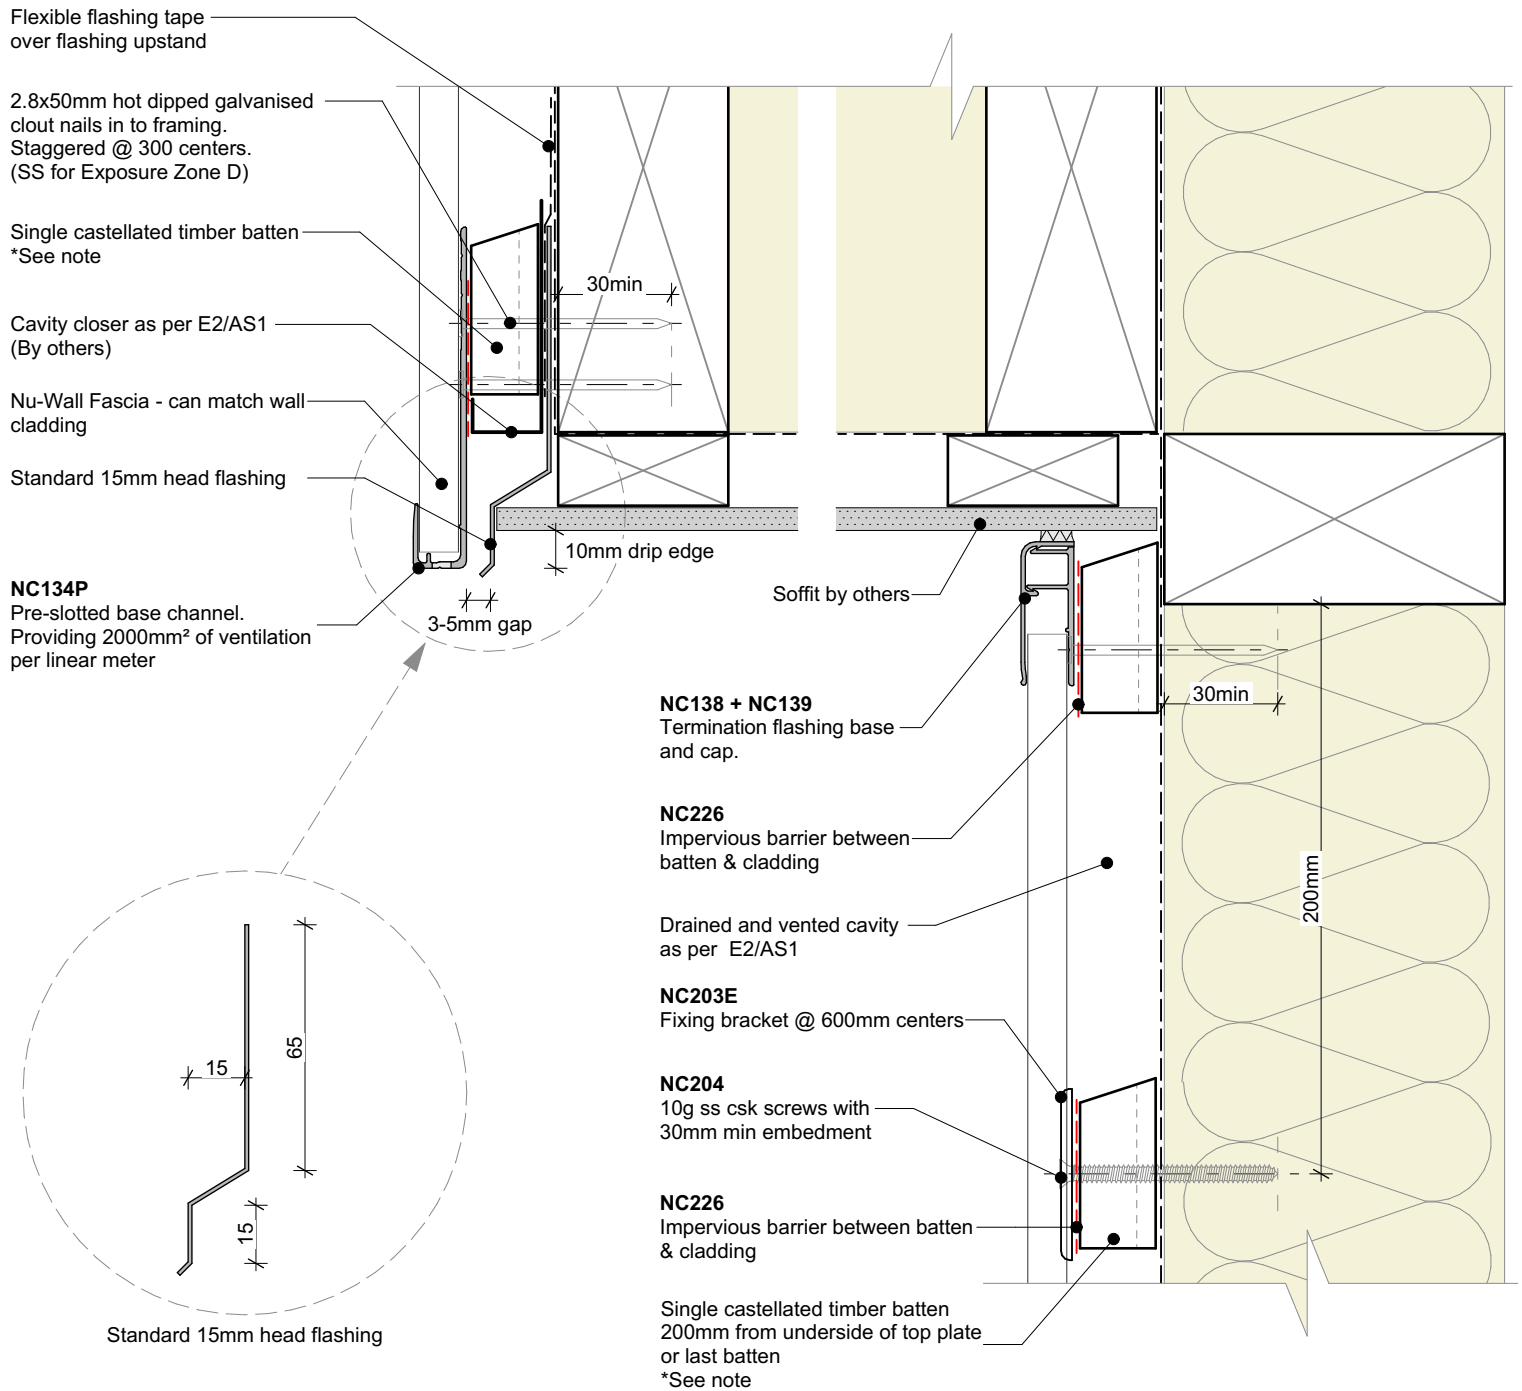 Flexible flashing tape
over flashing upstand
2.8x50mm hot dipped galvanised
clout nails in to framing.
Staggered @ 300 centers.
(SS for Exposure Zone D)
Single castellated timber batten
*See note
Cavity closer as per E2/AS1
(By others)
Nu-Wall Fascia - can match wall
cladding
Standard 15mm head flashing
NC134P
Pre-slotted base channel.
Providing 2000mm² of ventilation
per linear meter
30min
10mm drip edge
3-5mm gap
Soffit by others
NC138 + NC139
Termination flashing base
and cap.
30min
NC226
Impervious barrier between
batten & cladding
200mm
Drained and vented cavity
as per E2/AS1
NC203E
Fixing bracket @ 600mm centers
NC204
10g ss csk screws with
30mm min embedment
NC226
Impervious barrier between batten
& cladding
Single castellated timber batten
200mm from underside of top plate
or last batten
*See note
65
15
15
Standard 15mm head flashing